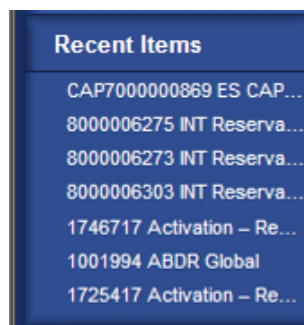 Recent Items
CAP7000000869 ES CAP...
8000006275 INT Reserva...
8000006273 INT Reserva...
8000006303 INT Reserva...
1746717 Activation – Re...
1001994 ABDR Global
1725417 Activation – Re...